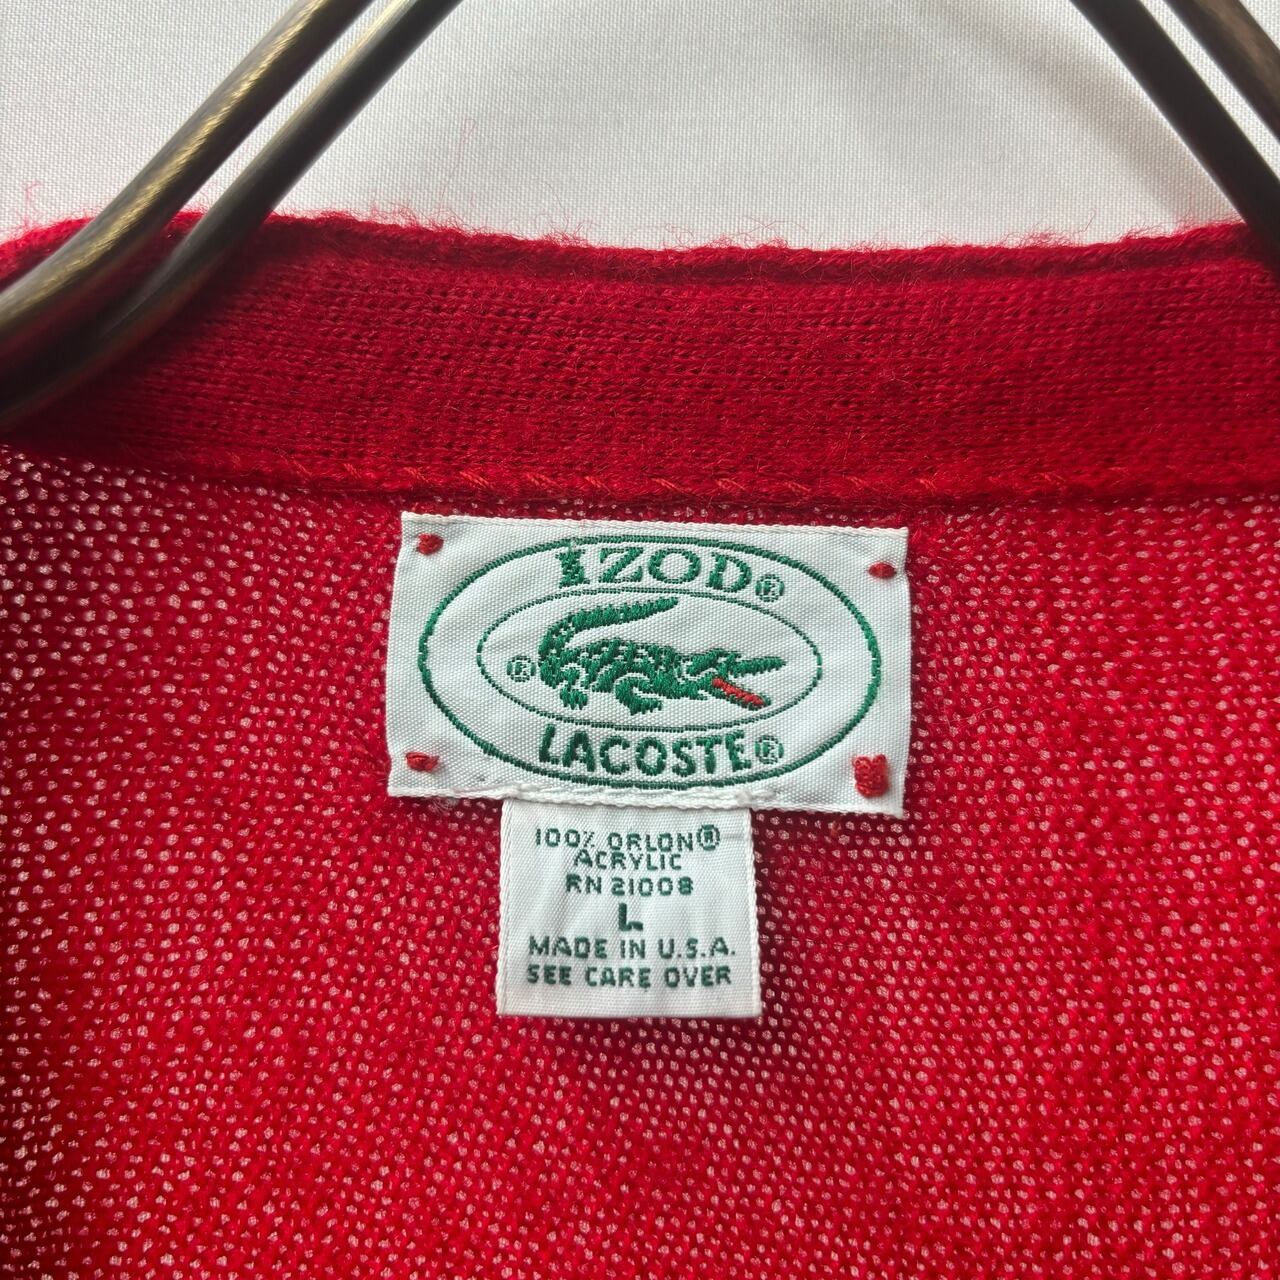 IZOD®
®
LACOSTE®
100% ORLON®
ACRYLIC
RN 21008
L
MADE IN U.S.A.
SEE CARE OVER